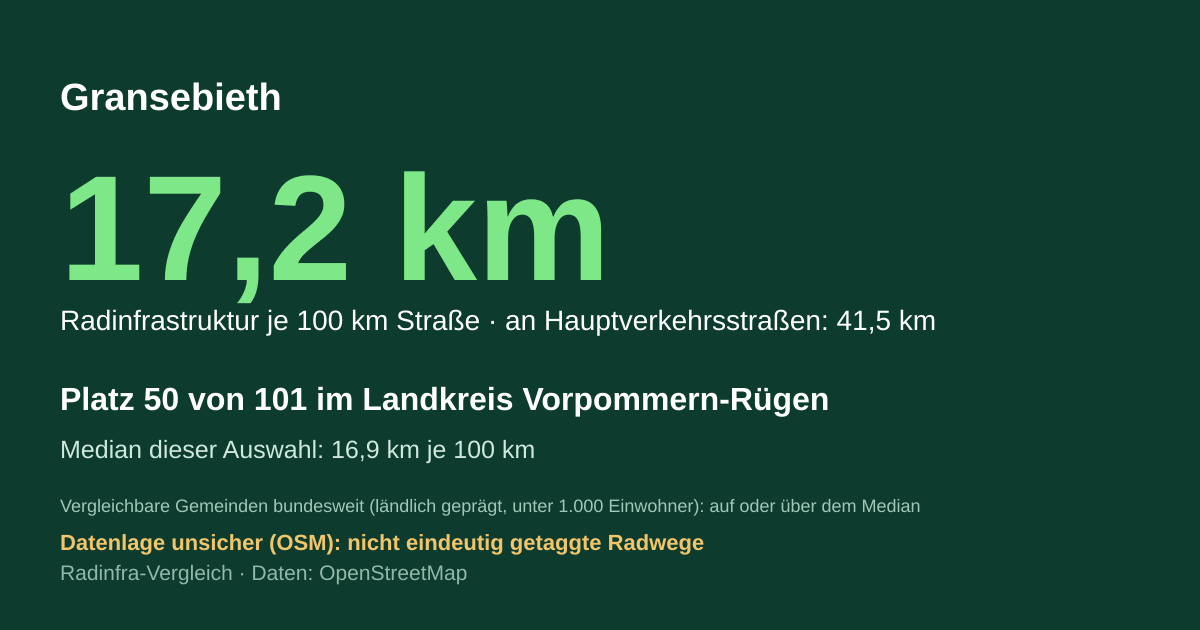 Gransebieth
17,2 km
Radinfrastruktur je 100 km Straße · an Hauptverkehrsstraßen: 41,5 km
Platz 50 von 101 im Landkreis Vorpommern-Rügen
Median dieser Auswahl: 16,9 km je 100 km
Vergleichbare Gemeinden bundesweit (ländlich geprägt, unter 1.000 Einwohner): auf oder über dem Median
Datenlage unsicher (OSM): nicht eindeutig getaggte Radwege
Radinfra-Vergleich · Daten: OpenStreetMap